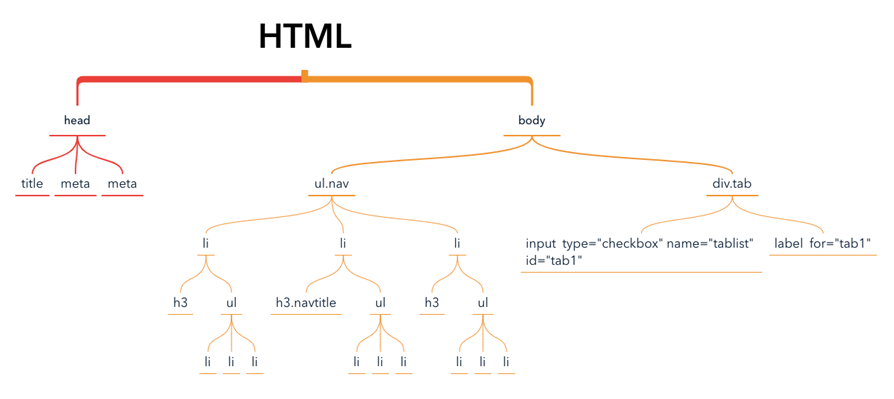 HTML
head
body
title
meta
meta
ul.nav
div.tab
li
li
li
input type="checkbox" name="tablist"
id="tab1"
label for="tab1"
h3
ul
h3.navtitle
ul
h3
ul
li
li
li
li
li
li
li
li
li